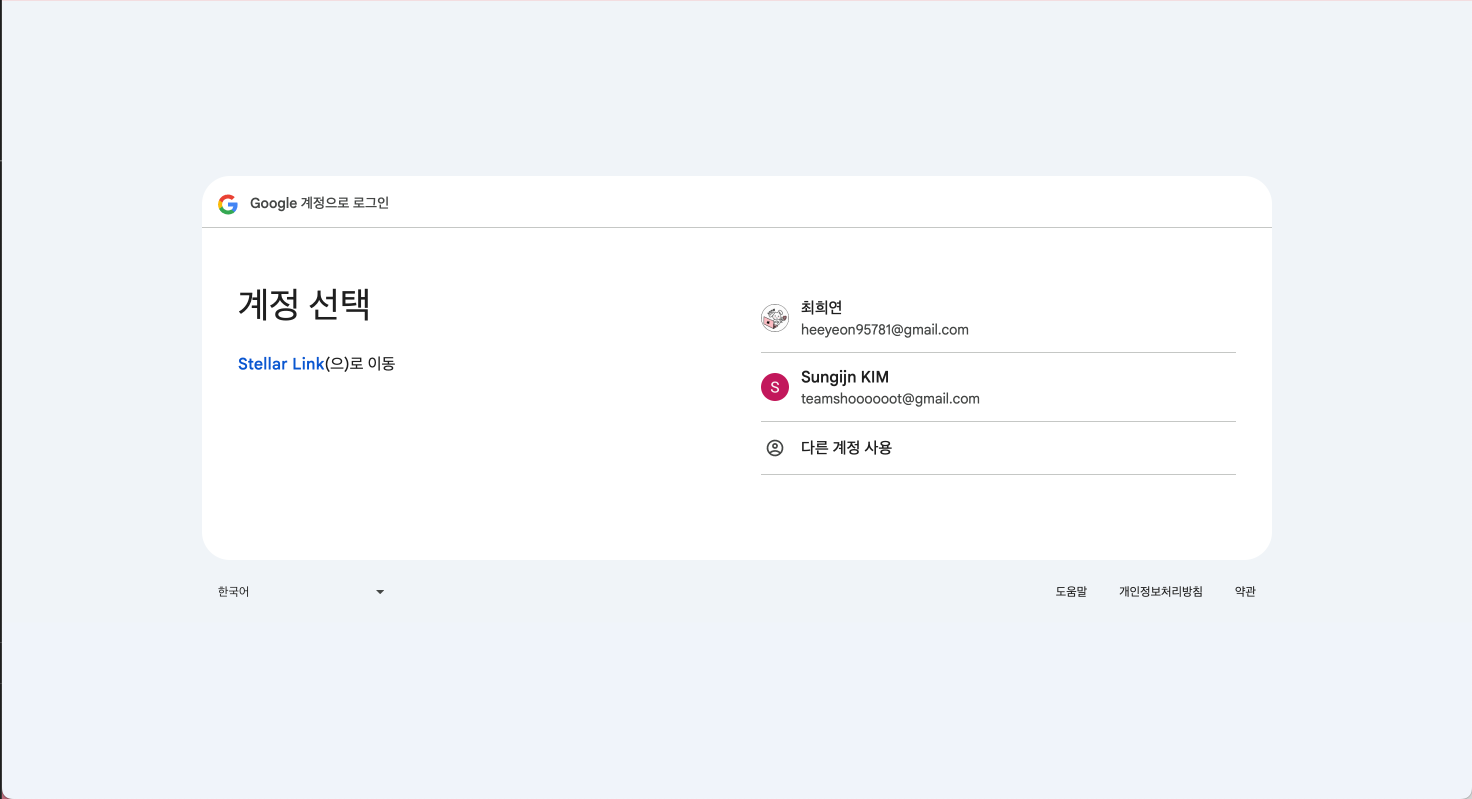 Google 계정으로 로그인
계정 선택
Stellar Link(으)로 이동
최희연
heeyeon95781@gmail.com
S
Sungijn KIM
teamshoooooot@gmail.com
다른 계정 사용
한국어
도움말
개인정보처리방침
약관